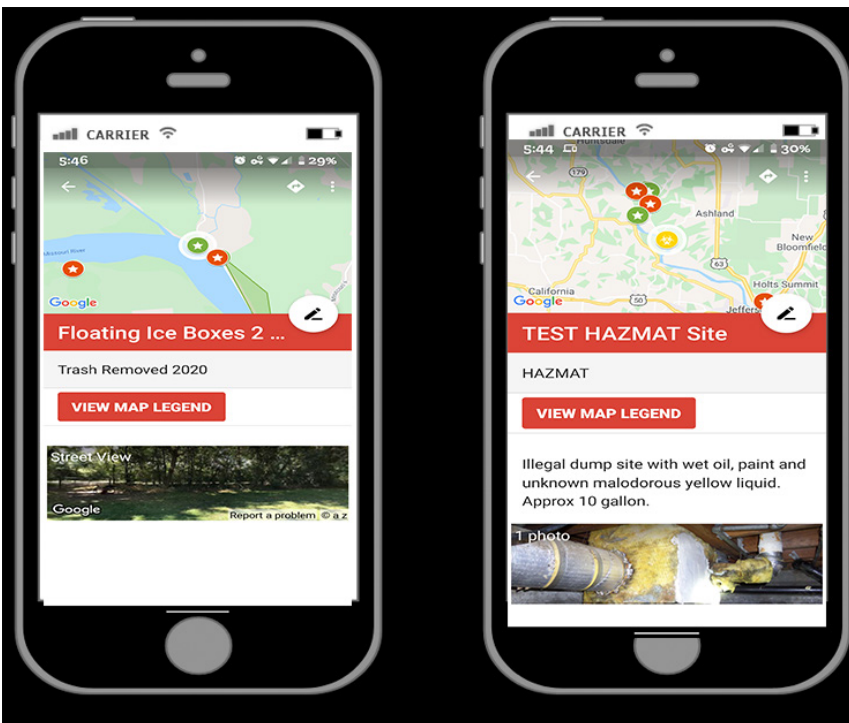 CARRIER
5:46 29%
Missouri River
Google
Floating Ice Boxes 2 ...
Trash Removed 2020
VIEW MAP LEGEND
Street View
Google
Report a problem © a z
CARRIER
5:44 30%
Huntsdale
179
Ashland
New
Bloomfield
63
Holts Summit
California
50
Google
Jeffers
TEST HAZMAT Site
HAZMAT
VIEW MAP LEGEND
Illegal dump site with wet oil, paint and
unknown malodorous yellow liquid.
Approx 10 gallon.
1 photo